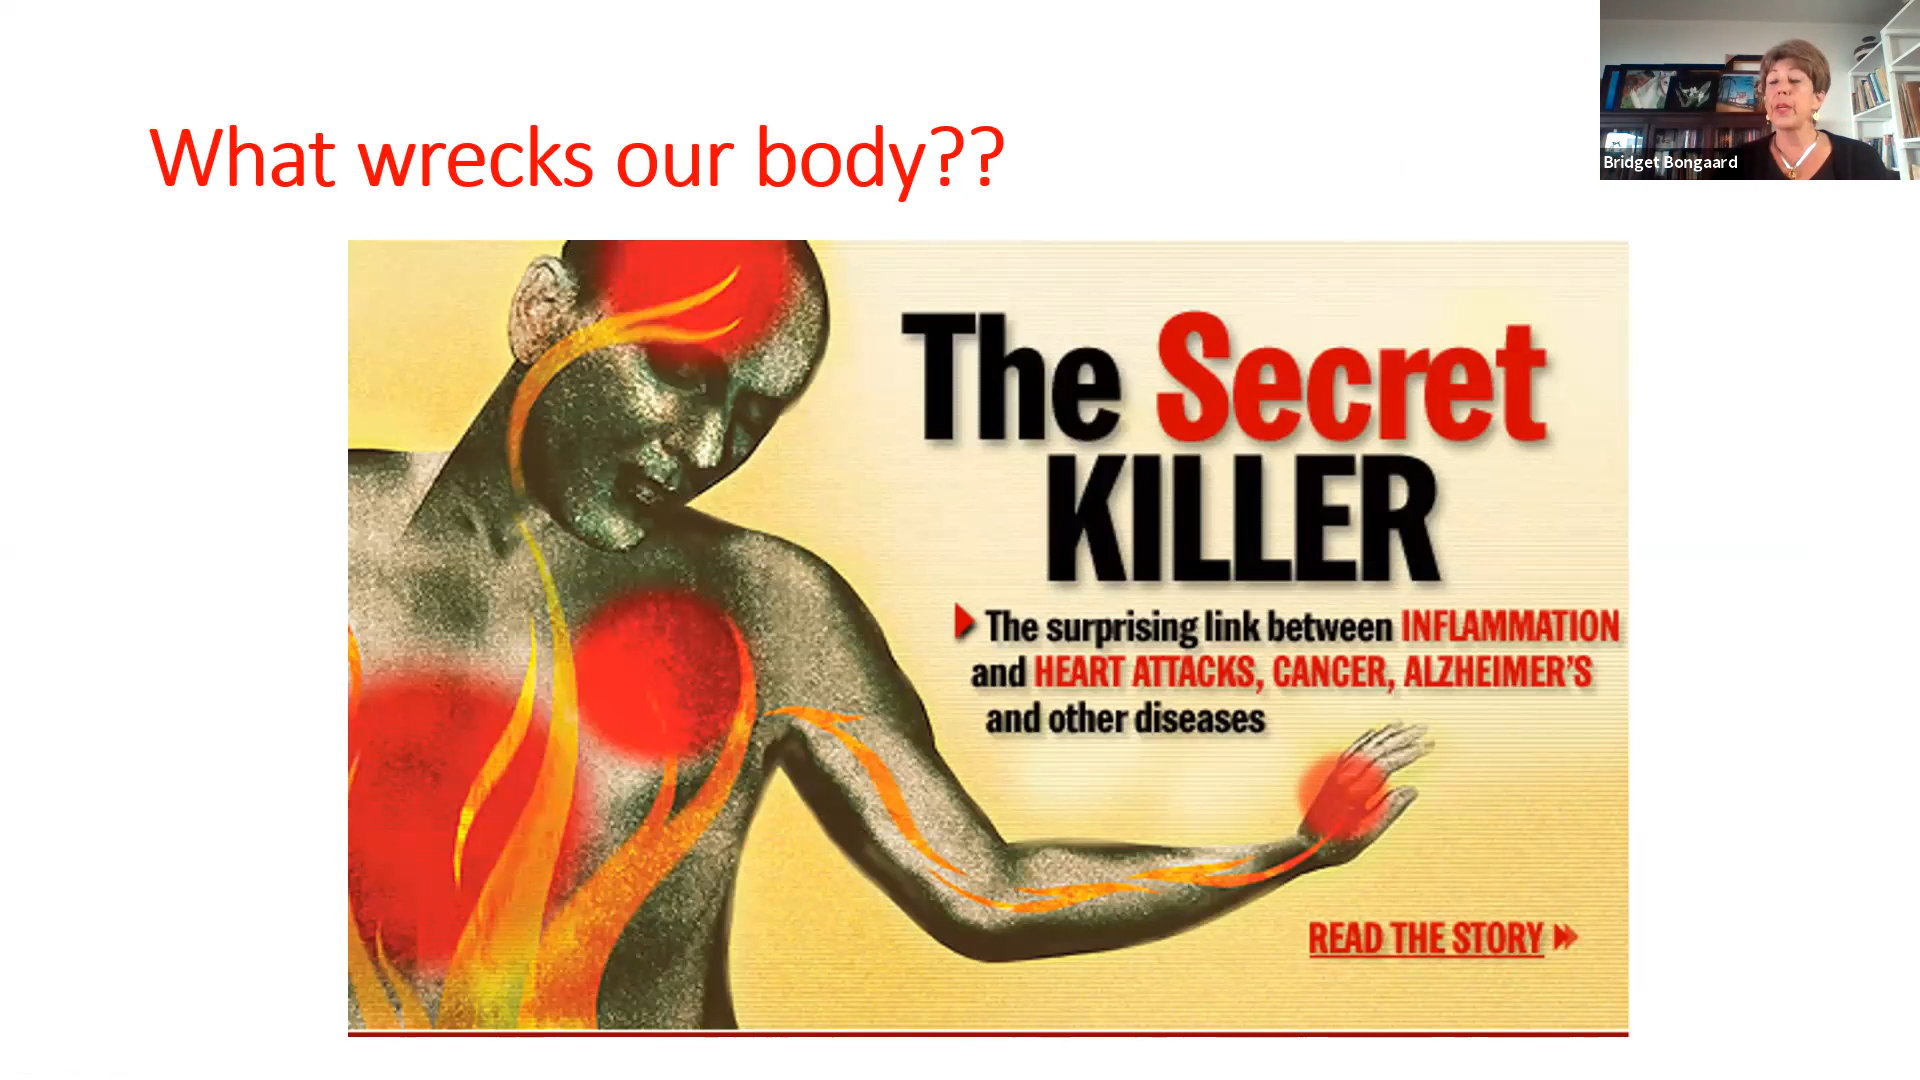 What wrecks our body??
Bridget Bongaard
The Secret
KILLER
The surprising link between INFLAMMATION
and HEART ATTACKS, CANCER, ALZHEIMER'S
and other diseases
READ THE STORY